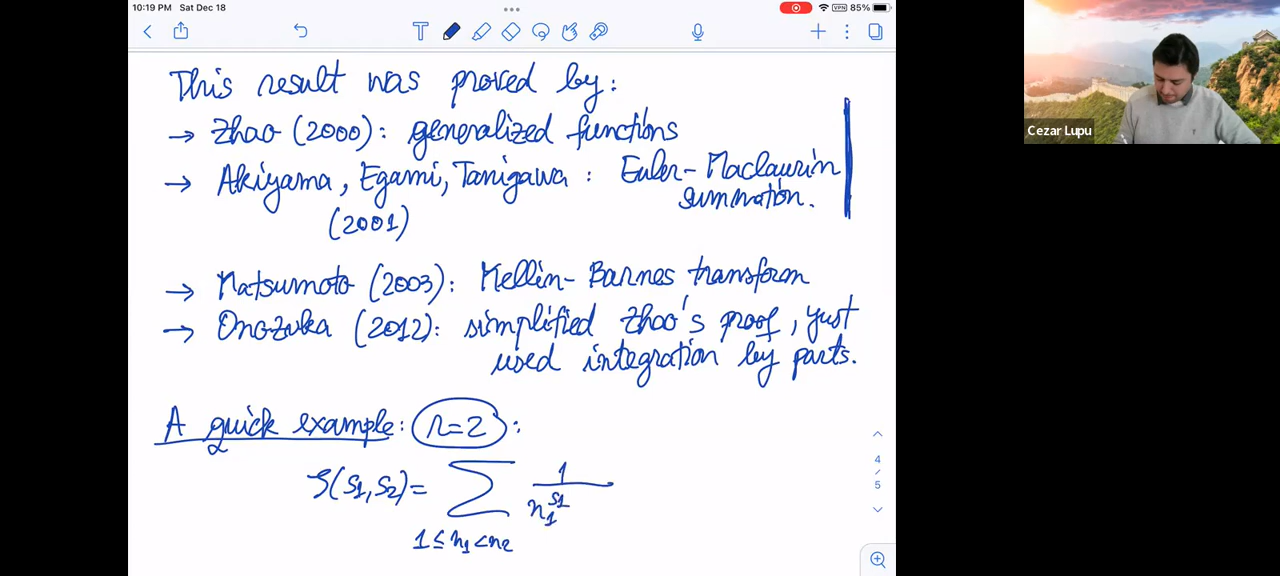 10:19 PM Sat Dec 18
VPN 85%
This result was proved by:
→ Zhao (2000): generalized functions
→ Akiyama, Egami, Tanigawa: Euler-Maclaurin
summation.
(2001)
→ Matsumoto (2003): Mellin-Barnes transform
→ Onozuka (2012): simplified Zhao's proof, just
used integration by parts.
A quick example: r=2:
ζ(s₁,s₂)= ∑ 1/n₁^s₁
1≤n₁<n₂
4/5
Cezar Lupu